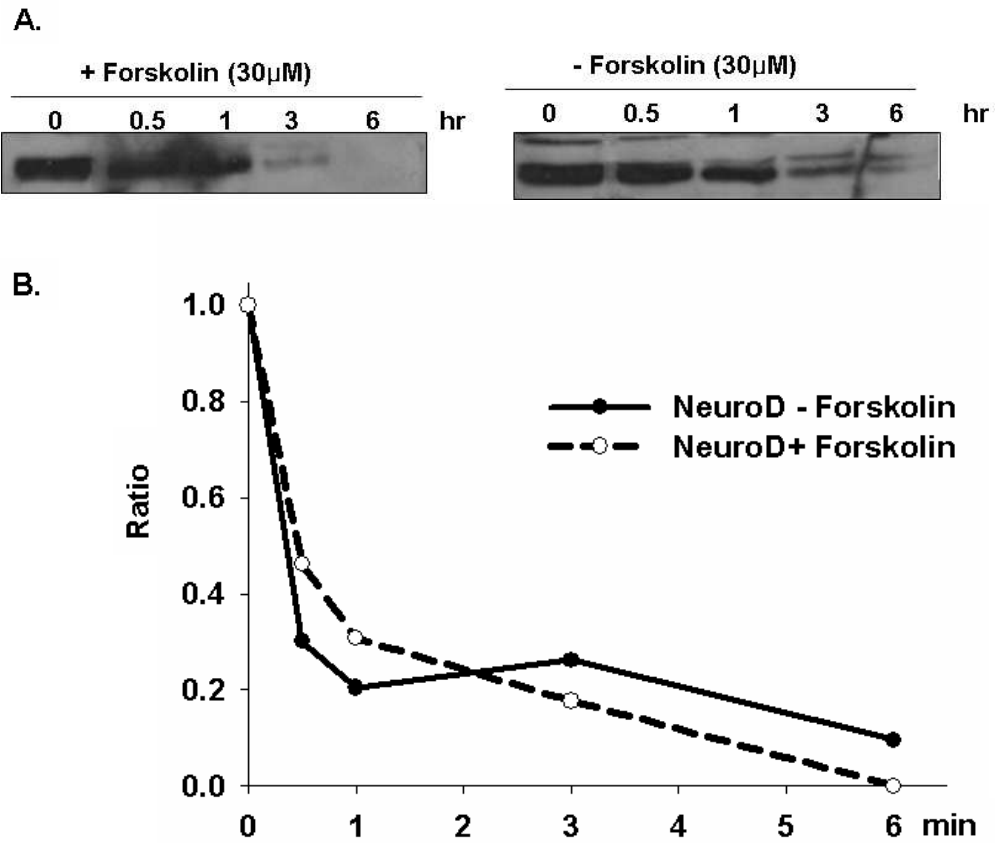 A.
+ Forskolin (30µM)
0 0.5 1 3 6 hr
- Forskolin (30µM)
0 0.5 1 3 6 hr
B.
1.0
0.8
0.6
0.4
0.2
0.0
Ratio
NeuroD - Forskolin
NeuroD+ Forskolin
0 1 2 3 4 5 6 min